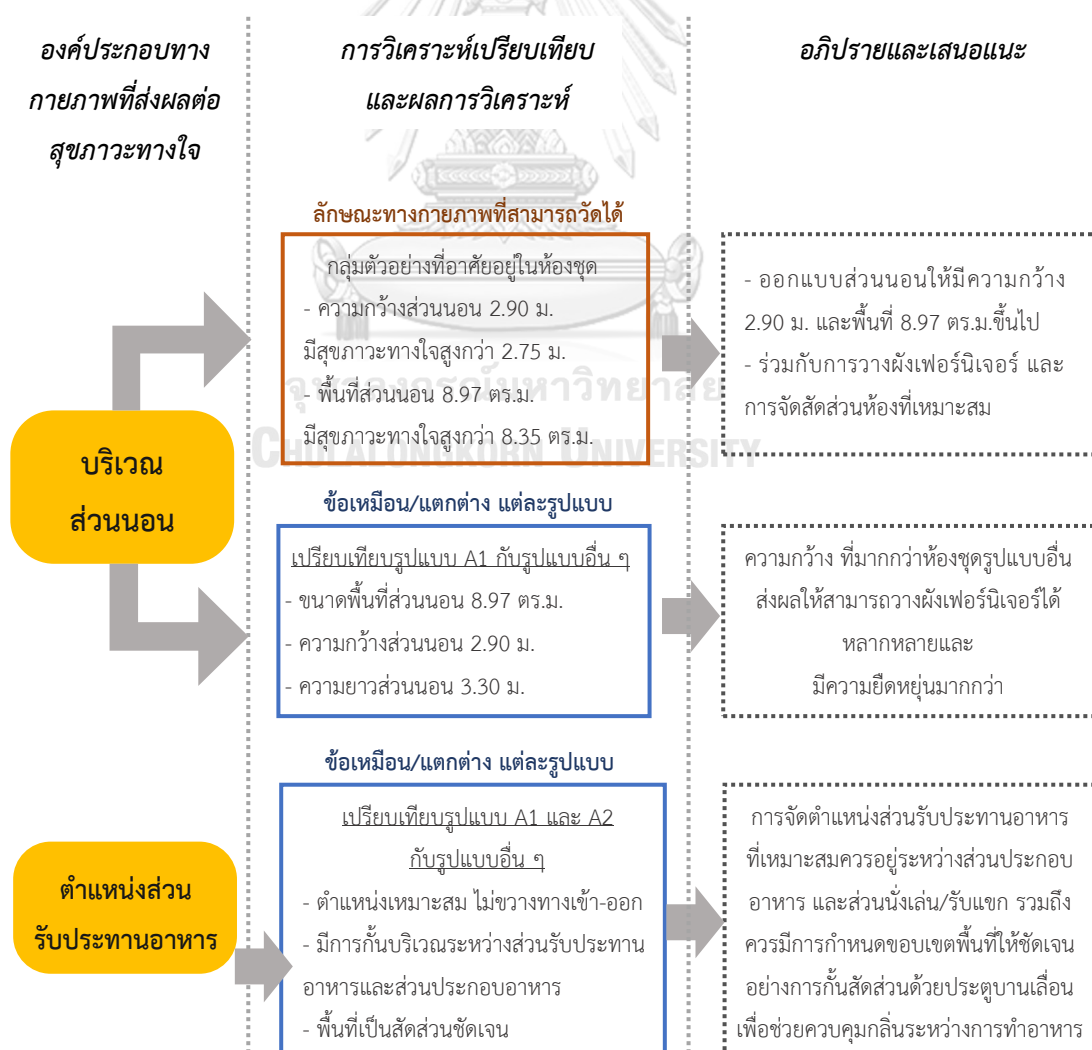 องค์ประกอบทาง
กายภาพที่ส่งผลต่อ
สุขภาวะทางใจ
การวิเคราะห์เปรียบเทียบ
และผลการวิเคราะห์
อภิปรายและเสนอแนะ
บริเวณ
ส่วนนอน
ลักษณะทางกายภาพที่สามารถวัดได้
กลุ่มตัวอย่างที่อาศัยอยู่ในห้องชุด
- ความกว้างส่วนนอน 2.90 ม.
มีสุขภาวะทางใจสูงกว่า 2.75 ม.
- พื้นที่ส่วนนอน 8.97 ตร.ม.
มีสุขภาวะทางใจสูงกว่า 8.35 ตร.ม.
- ออกแบบส่วนนอนให้มีความกว้าง
2.90 ม. และพื้นที่ 8.97 ตร.ม.ขึ้นไป
- ร่วมกับการวางผังเฟอร์นิเจอร์ และ
การจัดสัดส่วนห้องที่เหมาะสม
จุฬาลงกรณ์มหาวิทยาลัย
CHULALONGKORN UNIVERSITY
ข้อเหมือน/แตกต่าง แต่ละรูปแบบ
เปรียบเทียบรูปแบบ A1 กับรูปแบบอื่น ๆ
- ขนาดพื้นที่ส่วนนอน 8.97 ตร.ม.
- ความกว้างส่วนนอน 2.90 ม.
- ความยาวส่วนนอน 3.30 ม.
ความกว้าง ที่มากกว่าห้องชุดรูปแบบอื่น
ส่งผลให้สามารถวางผังเฟอร์นิเจอร์ได้
หลากหลายและ
มีความยืดหยุ่นมากกว่า
ตำแหน่งส่วน
รับประทานอาหาร
ข้อเหมือน/แตกต่าง แต่ละรูปแบบ
เปรียบเทียบรูปแบบ A1 และ A2
กับรูปแบบอื่น ๆ
- ตำแหน่งเหมาะสม ไม่ขวางทางเข้า-ออก
- มีการกั้นบริเวณระหว่างส่วนรับประทาน
อาหารและส่วนประกอบอาหาร
- พื้นที่เป็นสัดส่วนชัดเจน
การจัดตำแหน่งส่วนรับประทานอาหาร
ที่เหมาะสมควรอยู่ระหว่างส่วนประกอบ
อาหาร และส่วนนั่งเล่น/รับแขก รวมถึง
ควรมีการกำหนดขอบเขตพื้นที่ให้ชัดเจน
อย่างการกั้นสัดส่วนด้วยประตูบานเลื่อน
เพื่อช่วยควบคุมกลิ่นระหว่างการทำอาหาร